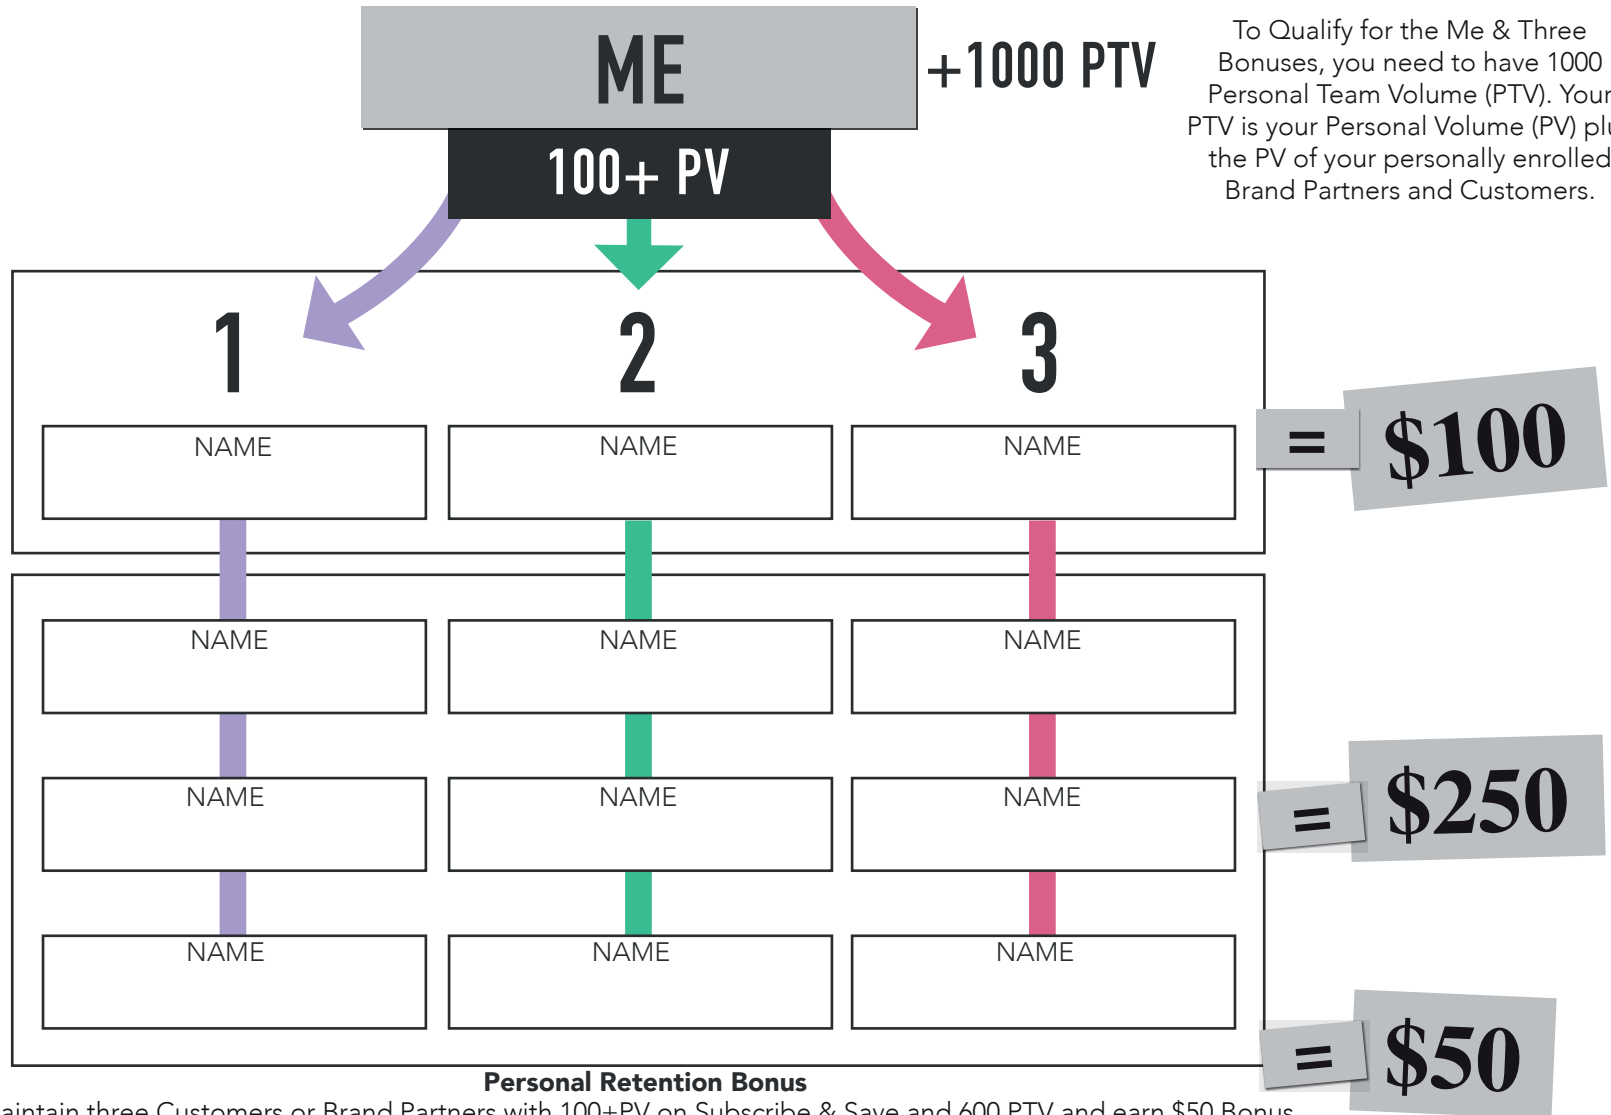 ME
+1000 PTV
100+ PV
To Qualify for the Me & Three
Bonuses, you need to have 1000
Personal Team Volume (PTV). Your
PTV is your Personal Volume (PV)
the PV of your personally enrolled
Brand Partners and Customers.
1 2 3
NAME NAME NAME
= $100
NAME NAME NAME
NAME NAME NAME
= $250
NAME NAME NAME
= $50
Personal Retention Bonus
three Customers or Brand Partners with 100+PV on Subscribe & Save and 600 PTV and earn $50 Bonus